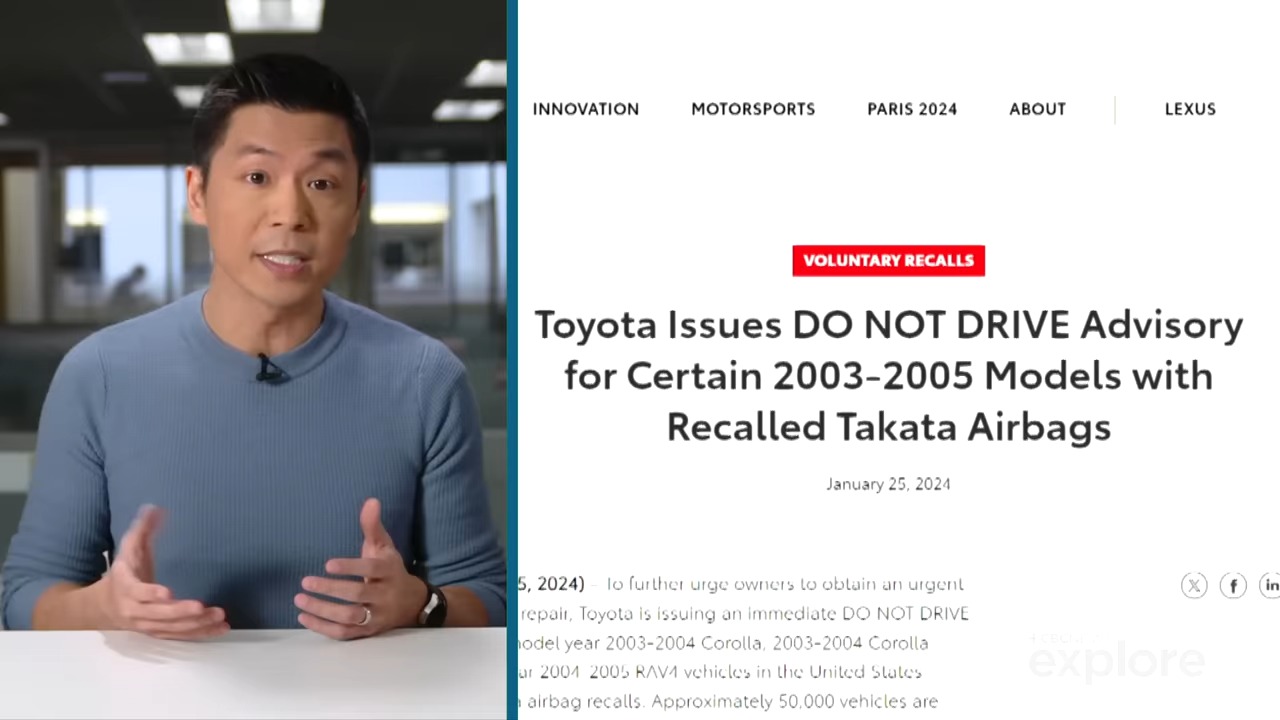 INNOVATION MOTORSPORTS PARIS 2024 ABOUT LEXUS
VOLUNTARY RECALLS
Toyota Issues DO NOT DRIVE Advisory
for Certain 2003-2005 Models with
Recalled Takata Airbags
January 25, 2024
5, 2024) – To further urge owners to obtain an urgent
repair, Toyota is issuing an immediate DO NOT DRIVE
odel year 2003-2004 Corolla, 2003-2004 Corolla
ar 2004-2005 RAV4 vehicles in the United States
airbag recalls. Approximately 50,000 vehicles are
explore